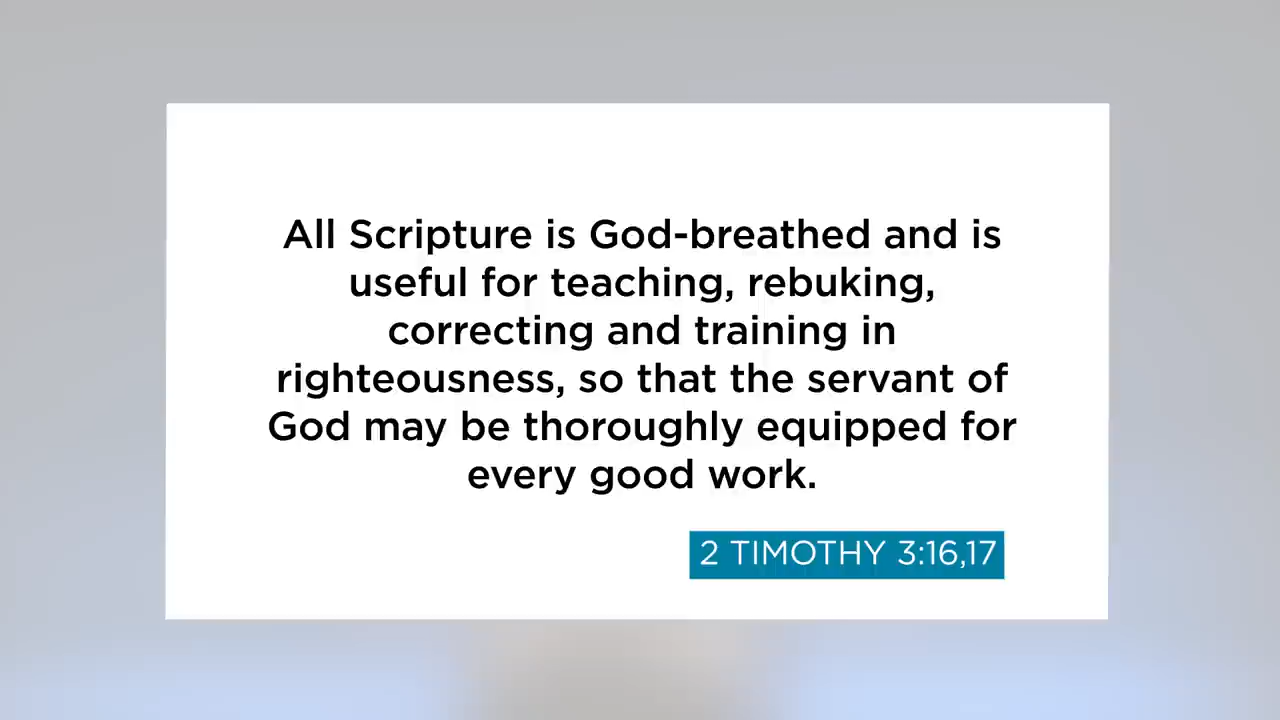 All Scripture is God-breathed and is
useful for teaching, rebuking,
correcting and training in
righteousness, so that the servant of
God may be thoroughly equipped for
every good work.
2 TIMOTHY 3:16,17